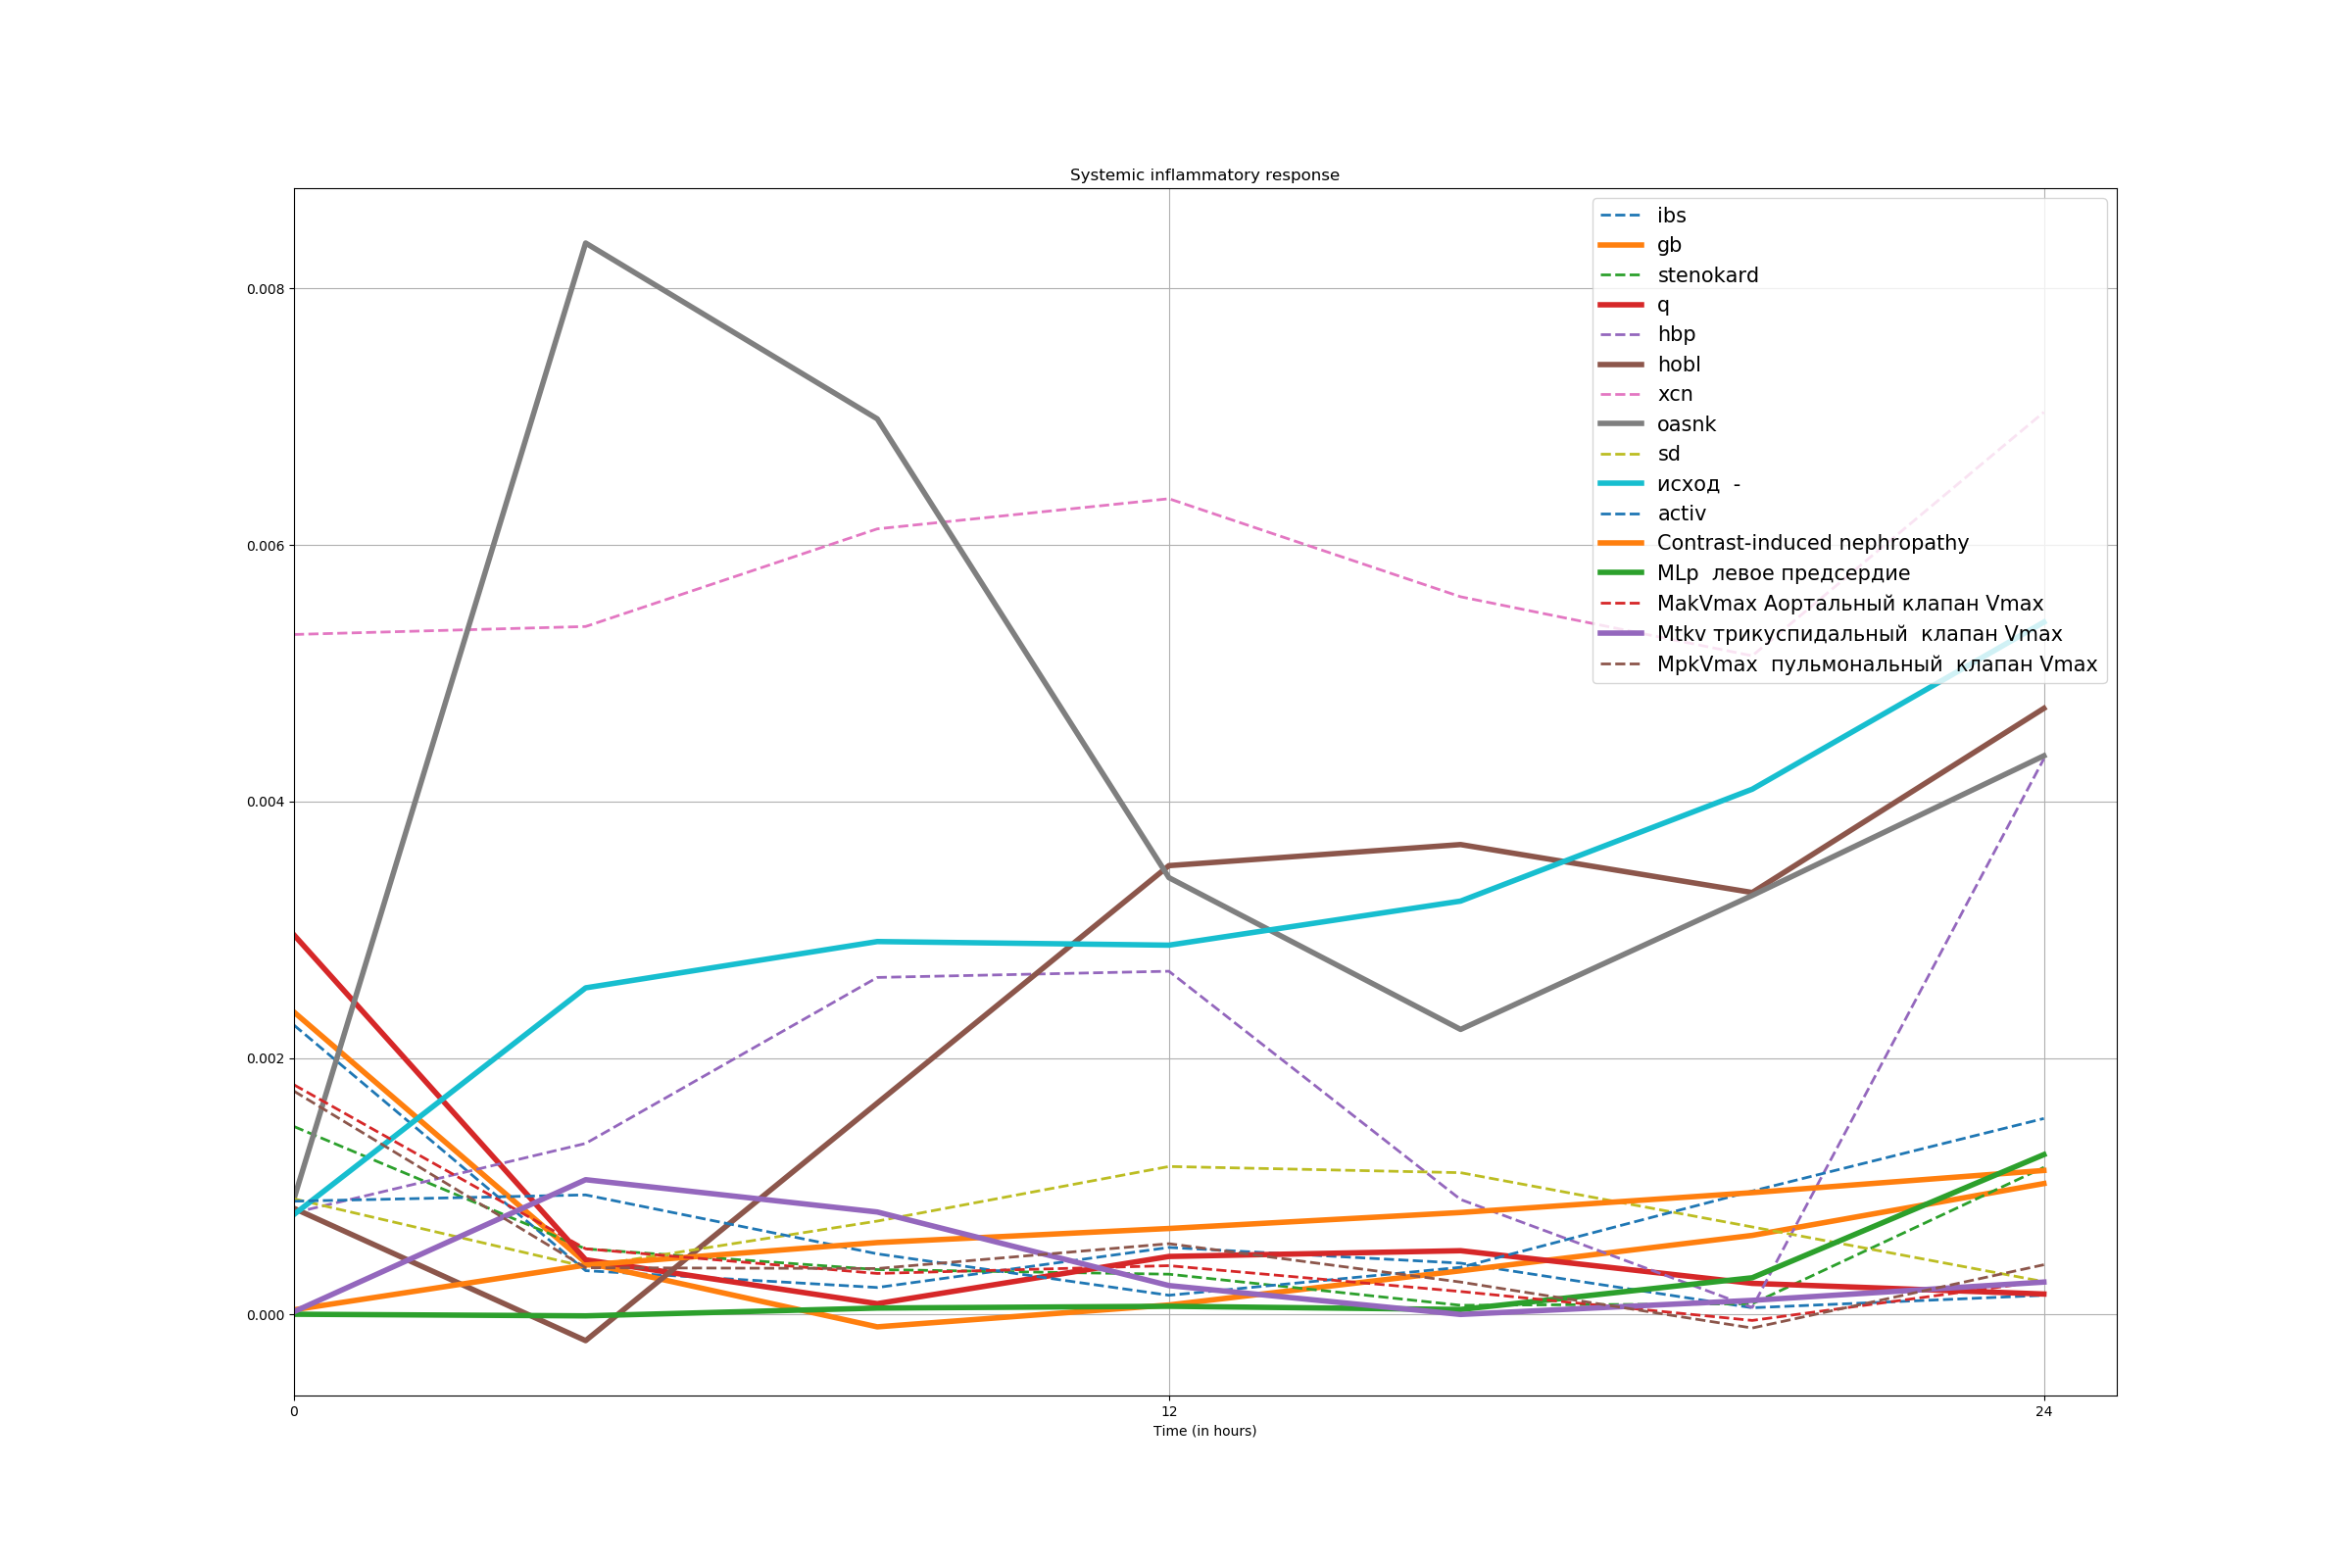 Systemic inflammatory response
ibs
gb
stenokard
q
hbp
hobl
xcn
oasnk
sd
исход  -
activ
Contrast-induced nephropathy
MLp  левое предсердие
MakVmax Аортальный клапан Vmax
Mtkv трикуспидальный  клапан Vmax
MpkVmax  пульмональный  клапан Vmax
0.008
0.006
0.004
0.002
0.000
0 12 24
Time (in hours)